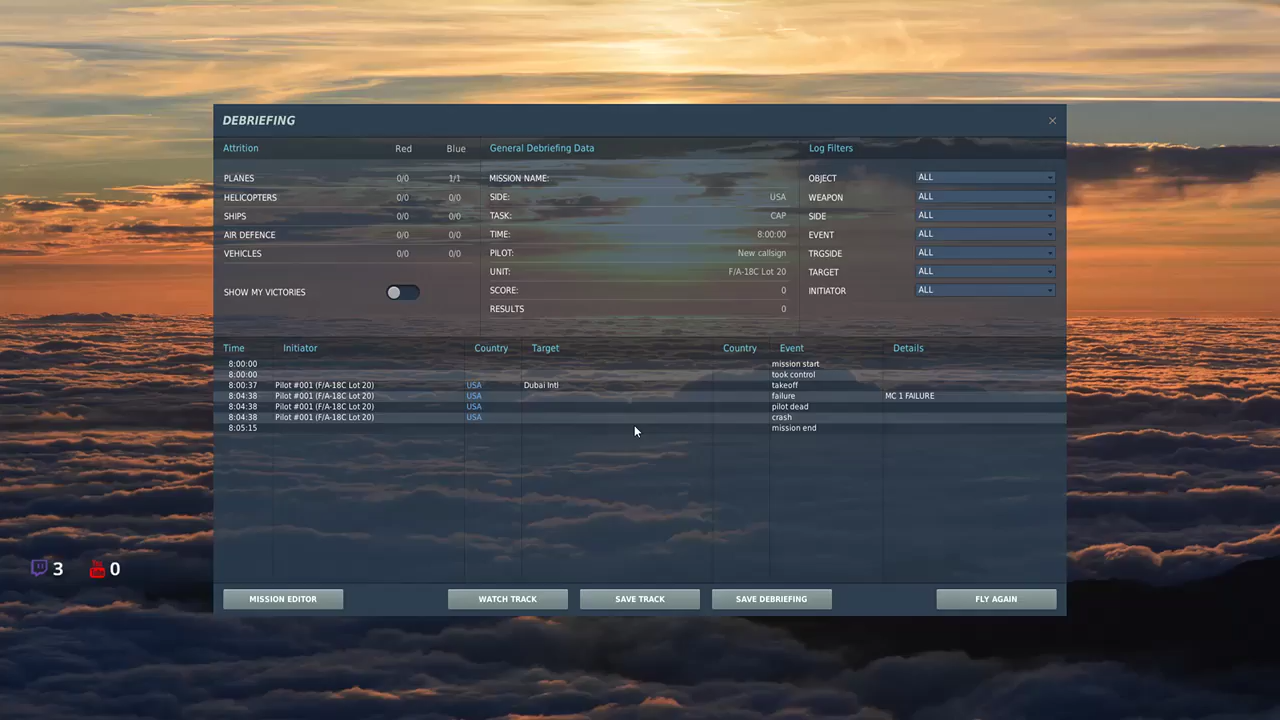 DEBRIEFING
Attrition Red Blue General Debriefing Data Log Filters
PLANES 0/0 1/1 MISSION NAME: OBJECT ALL
HELICOPTERS 0/0 0/0 SIDE: USA WEAPON ALL
SHIPS 0/0 0/0 TASK: CAP SIDE ALL
AIR DEFENCE 0/0 0/0 TIME: 8:00:00 EVENT ALL
VEHICLES 0/0 0/0 PILOT: New callsign TRGSIDE ALL
UNIT: F/A-18C Lot 20 TARGET ALL
SHOW MY VICTORIES SCORE: 0 INITIATOR ALL
RESULTS 0
Time Initiator Country Target Country Event Details
8:00:00 mission start
8:00:00 took control
8:00:37 Pilot #001 (F/A-18C Lot 20) USA Dubai Intl takeoff
8:04:38 Pilot #001 (F/A-18C Lot 20) USA failure MC 1 FAILURE
8:04:38 Pilot #001 (F/A-18C Lot 20) USA pilot dead
8:04:38 Pilot #001 (F/A-18C Lot 20) USA crash
8:05:15 mission end
3 You Tube 0
MISSION EDITOR WATCH TRACK SAVE TRACK SAVE DEBRIEFING FLY AGAIN